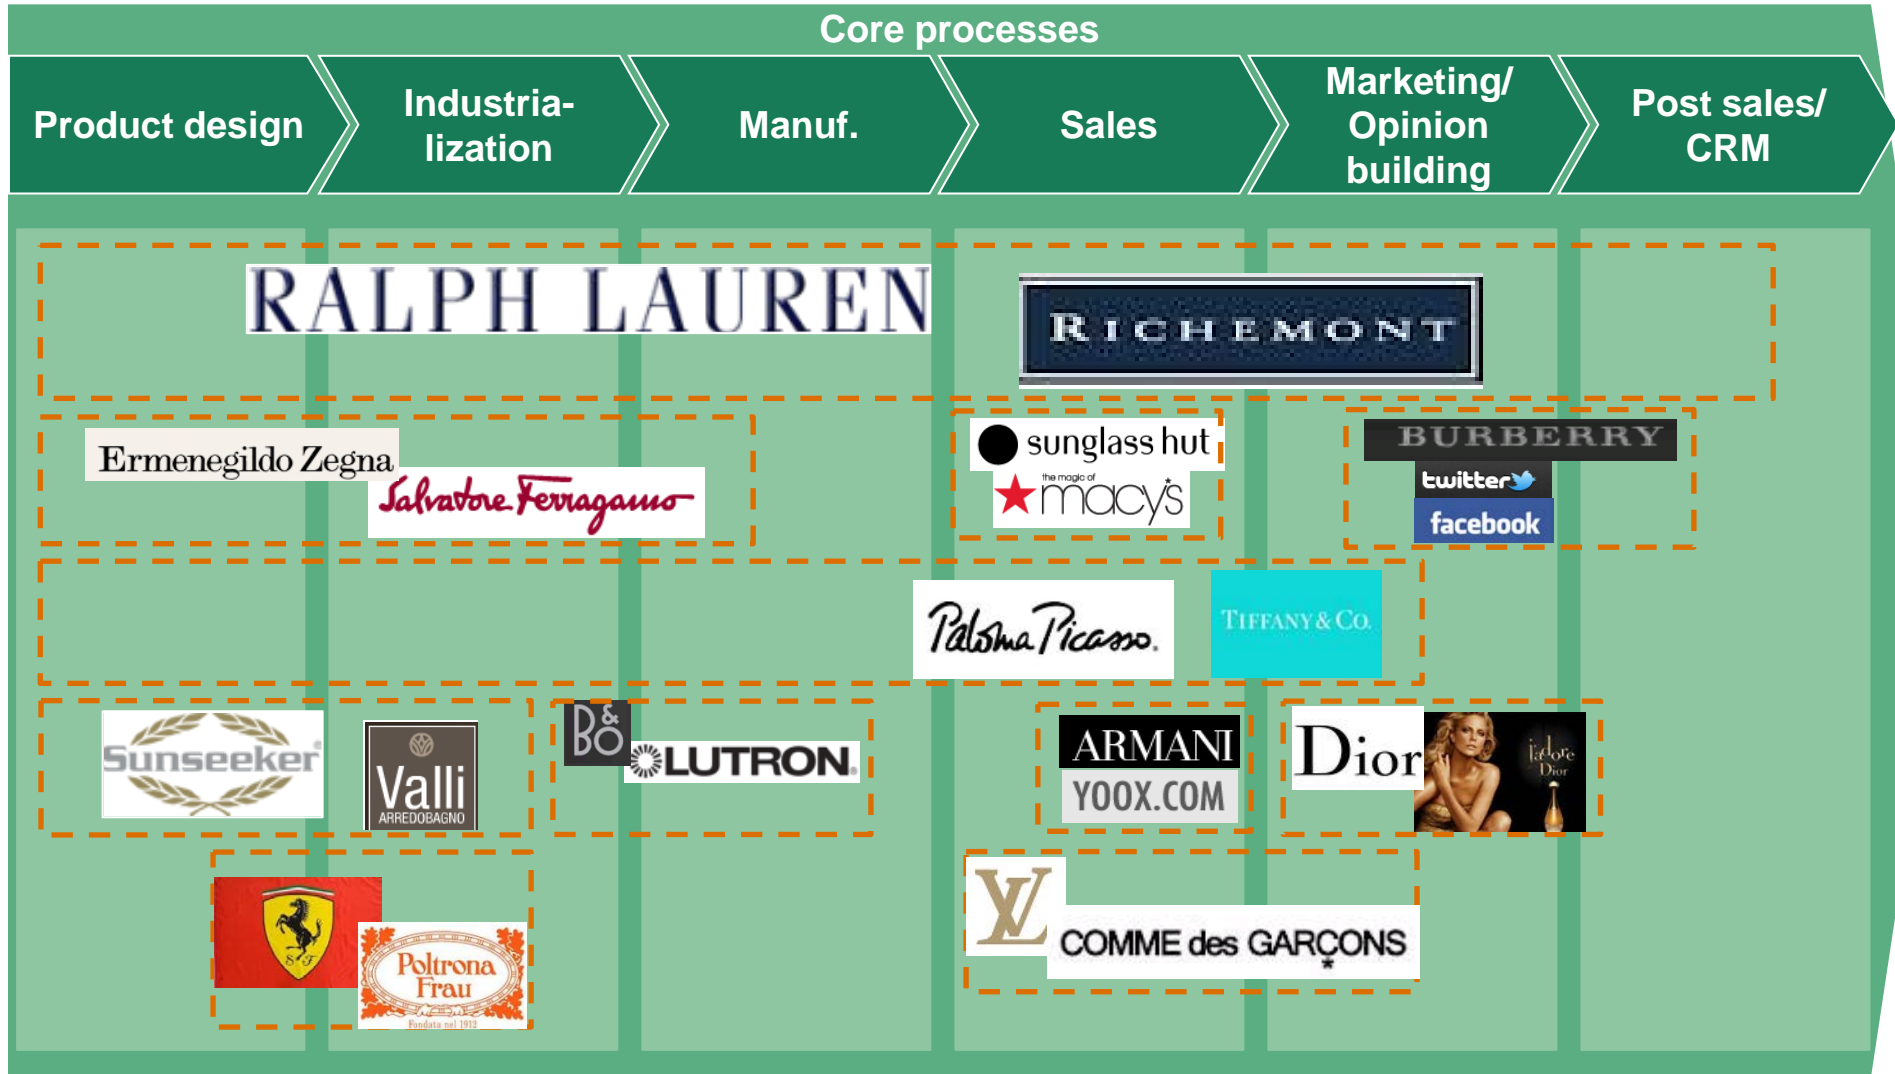 Core processes
Product design
Industria-
lization
Manuf.
Sales
Marketing/
Opinion
building
Post sales/
CRM
RALPH LAUREN
RICHEMONT
Ermenegildo Zegna
Salvatore Ferragamo
sunglass hut
the magic of
macy's
BURBERRY
twitter
facebook
Paloma Picasso.
TIFFANY & CO.
Sunseeker
Valli
ARREDOBAGNO
B&
O
LUTRON
ARMANI
YOOX.COM
Dior
j'adore
Dior
S F
Poltrona
Frau
Fondata nel 1912
LV
COMME des GARÇONS